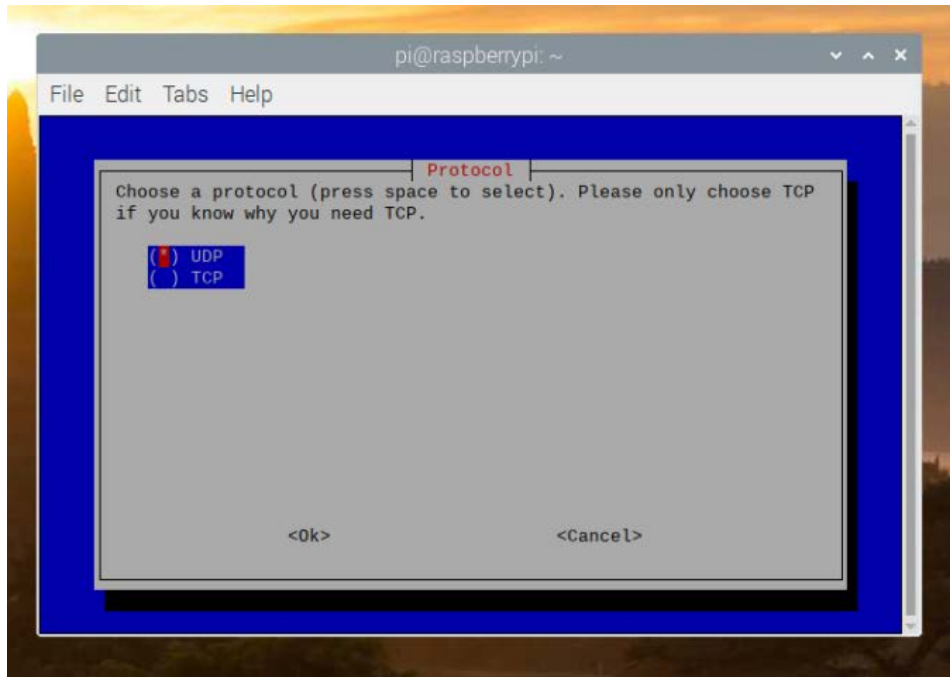 pi@raspberrypi: ~
File Edit Tabs Help
Protocol
Choose a protocol (press space to select). Please only choose TCP
if you know why you need TCP.
(*) UDP
( ) TCP
<Ok> <Cancel>